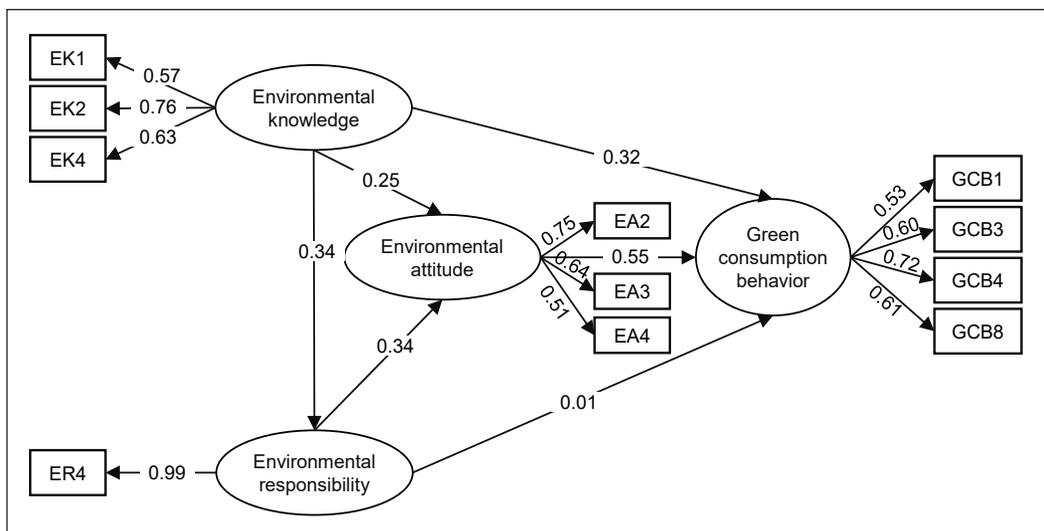 EK1
0.57
EK2
0.76
EK4
0.63
Environmental
knowledge
0.32
0.25
0.34
Environmental
attitude
0.75
EA2
0.55
0.64
EA3
0.51
EA4
Green
consumption
behavior
0.53
GCB1
0.60
GCB3
0.72
GCB4
0.61
GCB8
0.34
0.01
ER4
0.99
Environmental
responsibility